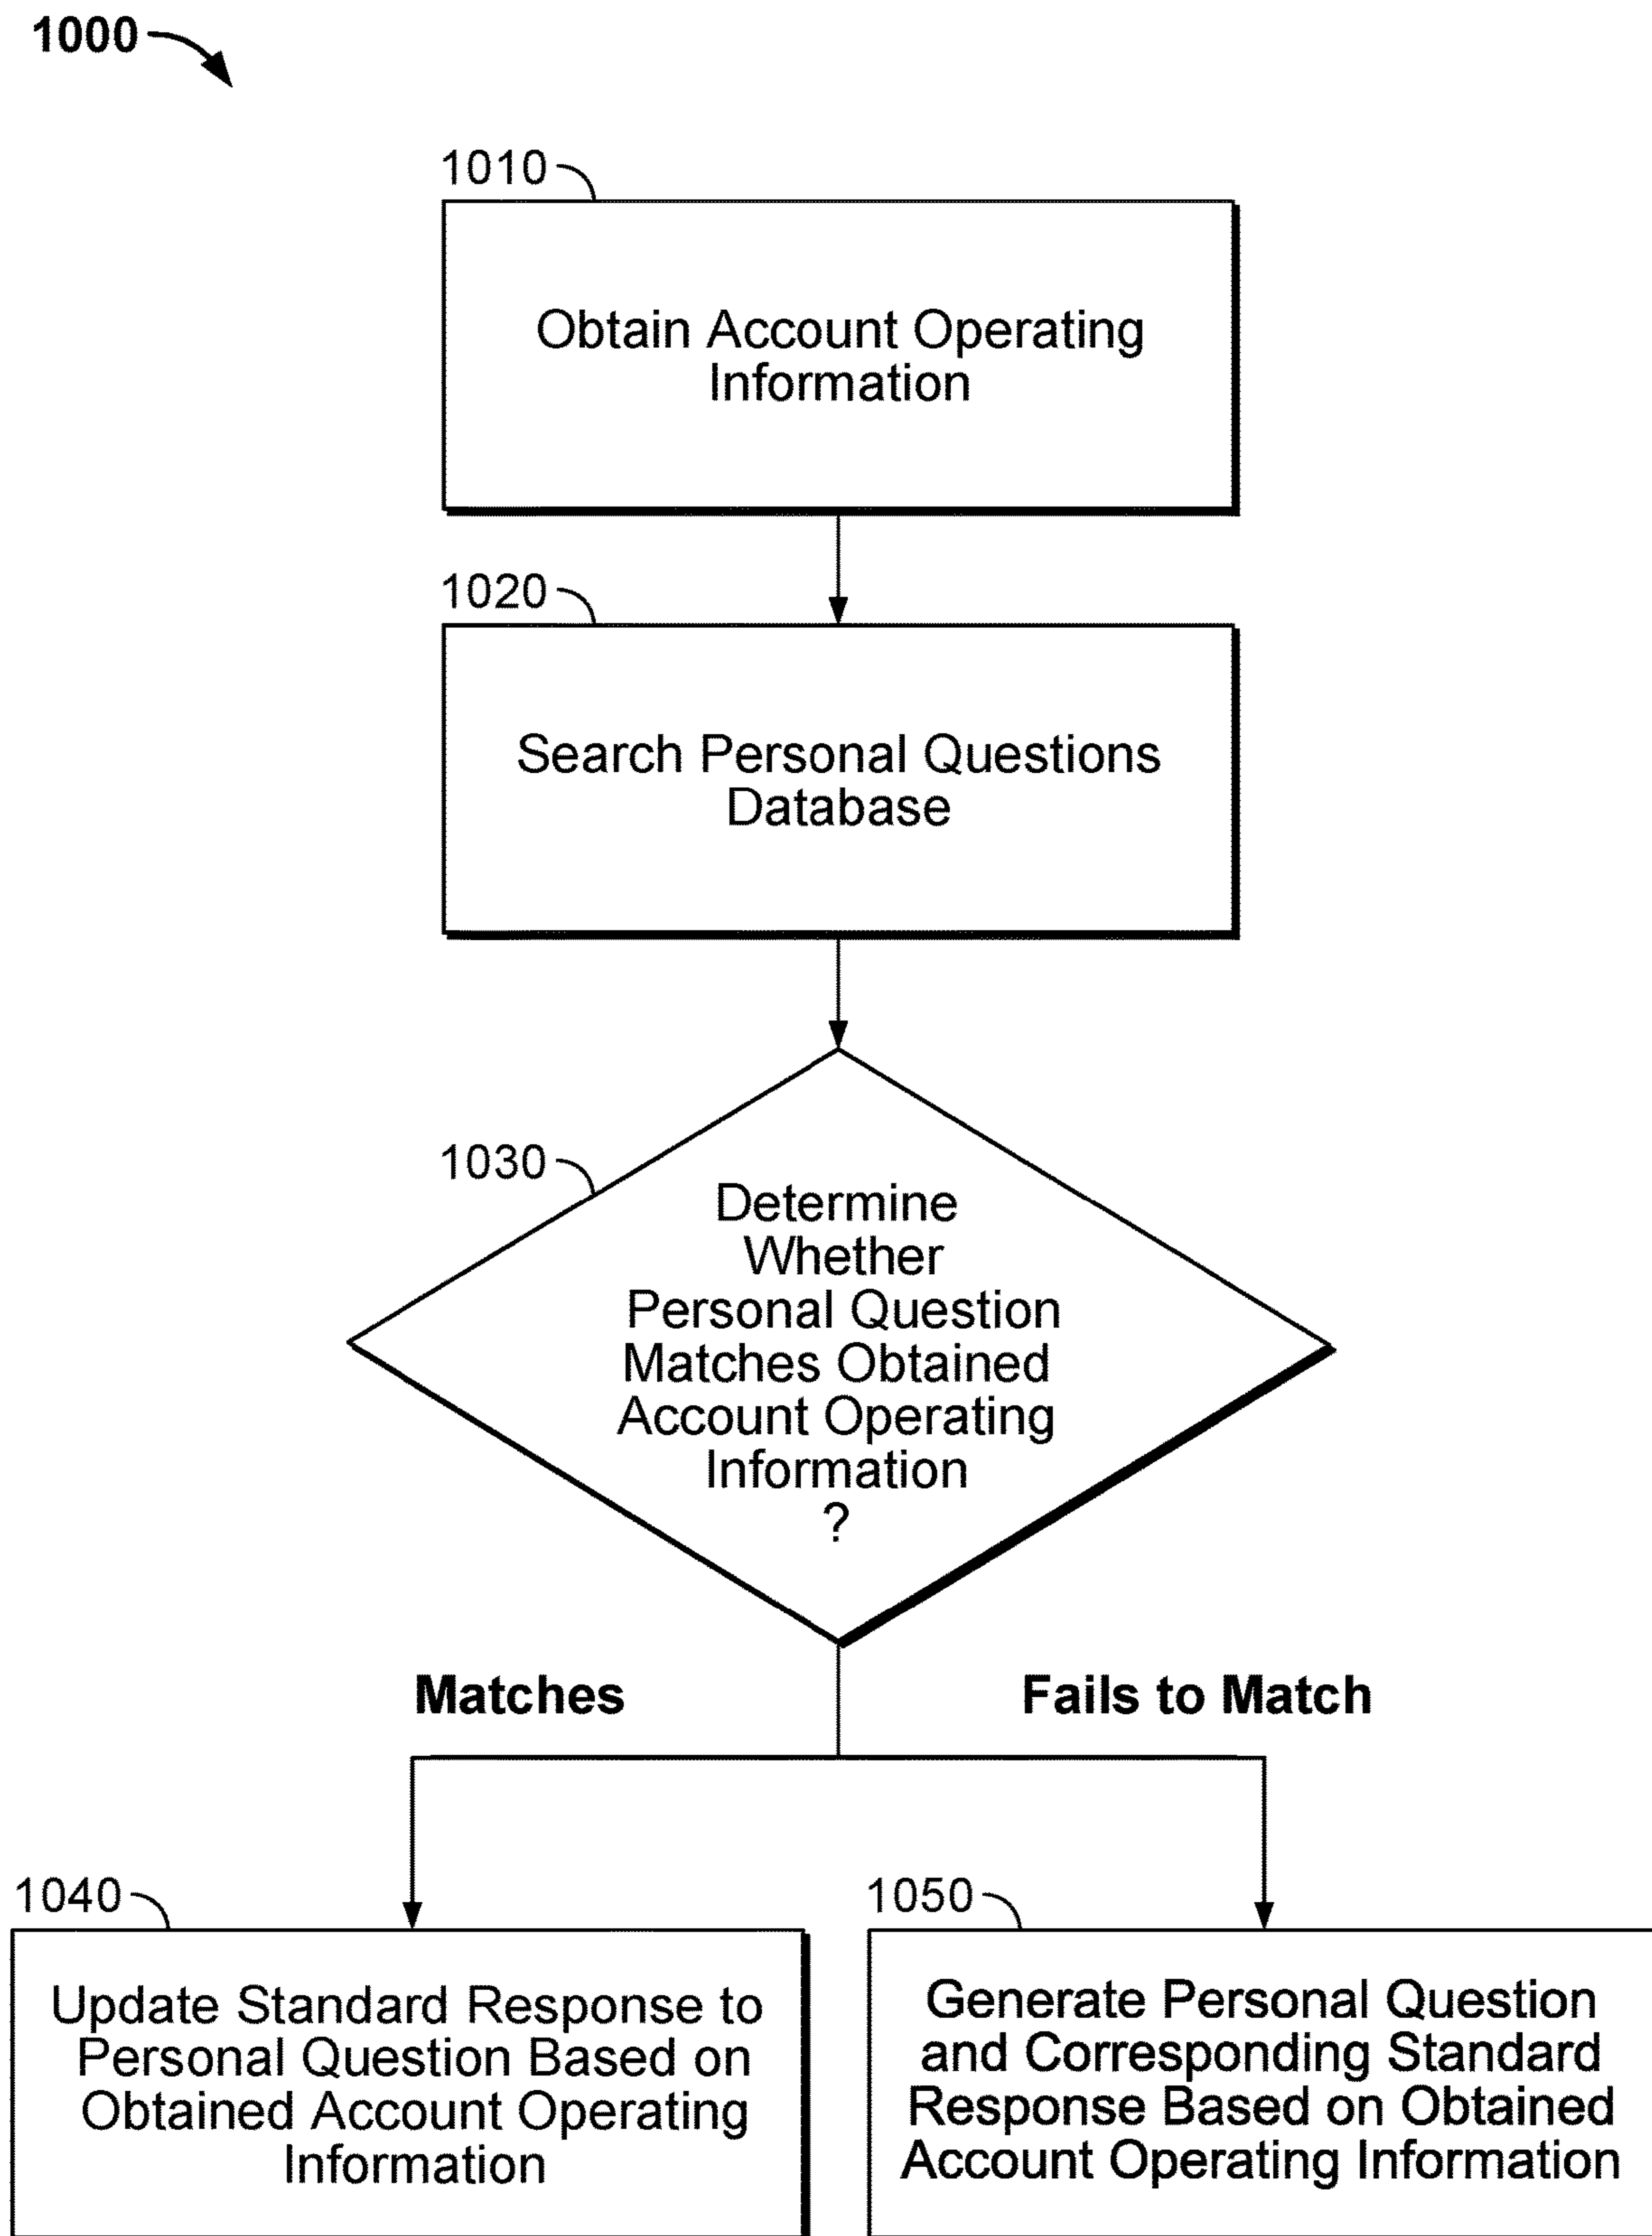 1000
1010
Obtain Account Operating
Information
1020
Search Personal Questions
Database
1030
Determine
Whether
Personal Question
Matches Obtained
Account Operating
Information
?
Matches
Fails to Match
1040
Update Standard Response to
Personal Question Based on
Obtained Account Operating
Information
1050
Generate Personal Question
and Corresponding Standard
Response Based on Obtained
Account Operating Information